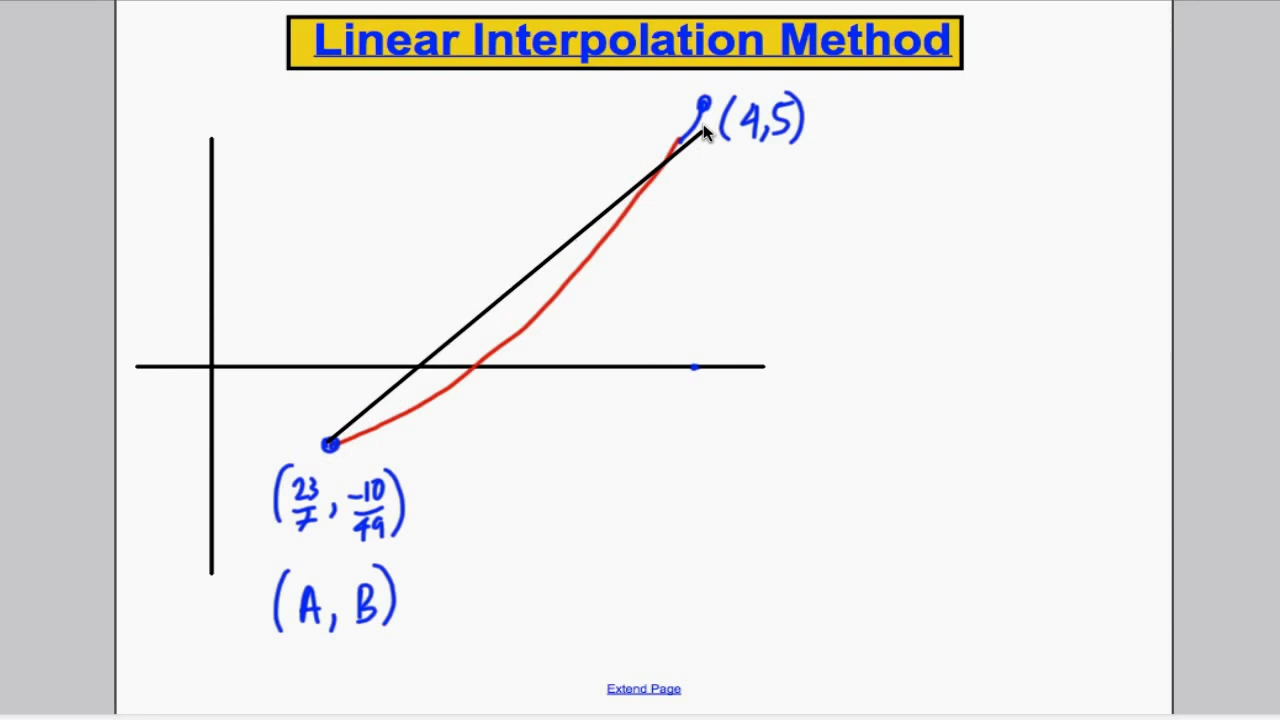 Linear Interpolation Method
(4,5)
(23/7, -10/49)
(A, B)
Extend Page